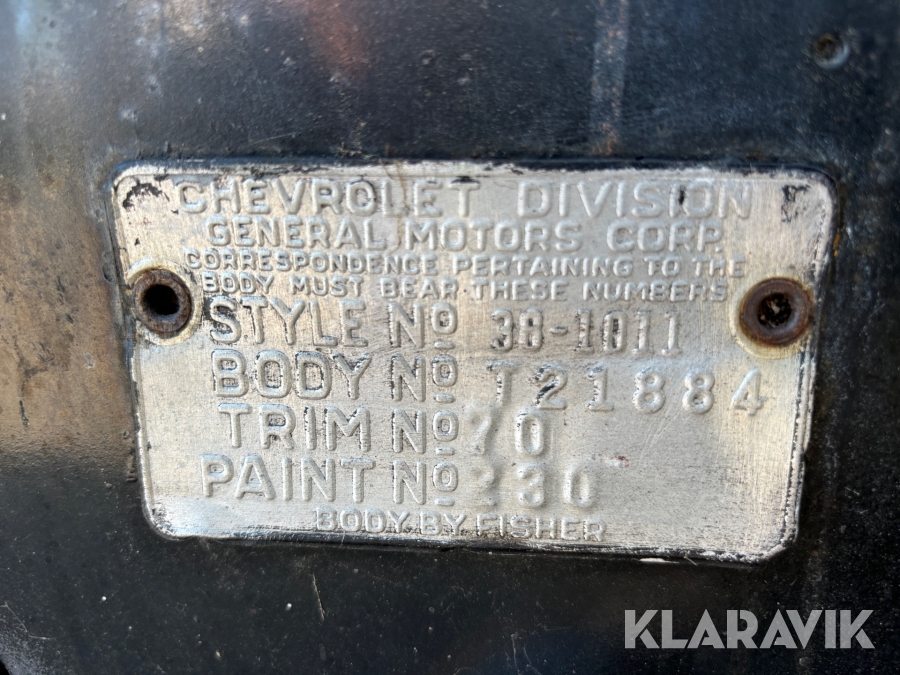 CHEVROLET DIVISION
GENERAL MOTORS CORP.
CORRESPONDENCE PERTAINING TO THE
BODY MUST BEAR THESE NUMBERS
STYLE No 38-1011
BODY No T21884
TRIM No 70
PAINT No 230
BODY BY FISHER
KLARAVIK